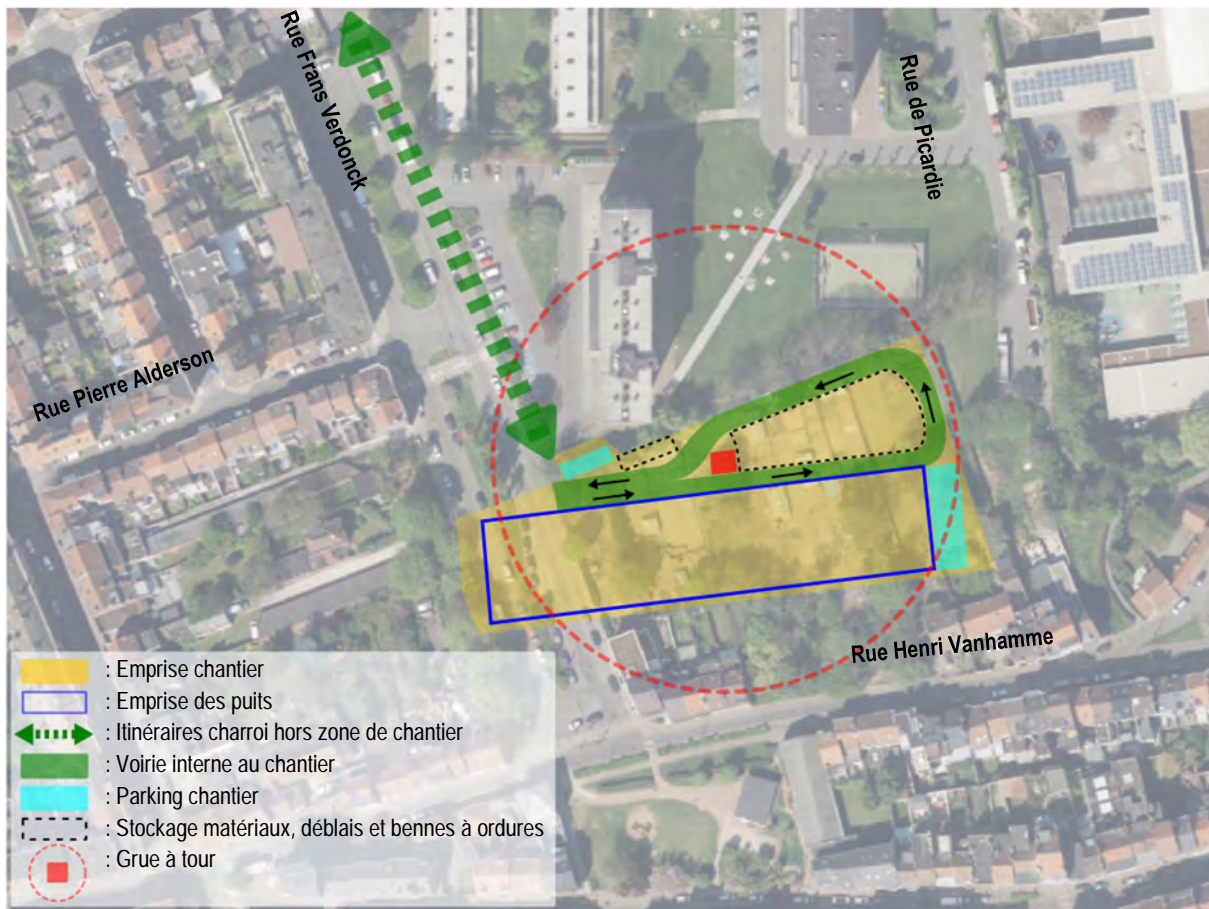 Rue Frans Verdonck
Rue de Picardie
Rue Pierre Alderson
Rue Henri Vanhamme
: Emprise chantier
: Emprise des puits
: Itinéraires charroi hors zone de chantier
: Voirie interne au chantier
: Parking chantier
: Stockage matériaux, déblais et bennes à ordures
: Grue à tour